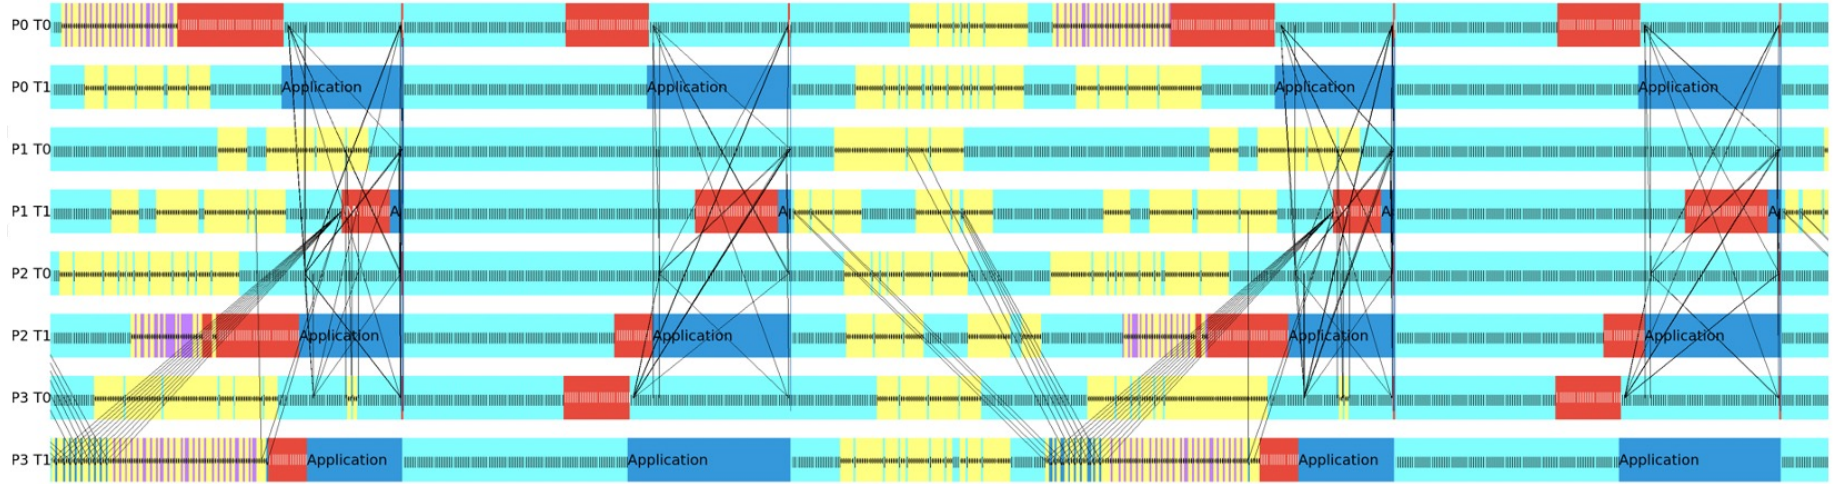 P0 T0
P0 T1 Application Application Application Application
P1 T0
P1 T1 A A A A
P2 T0
P2 T1 Application Application Application Application
P3 T0
P3 T1 Application Application Application Application